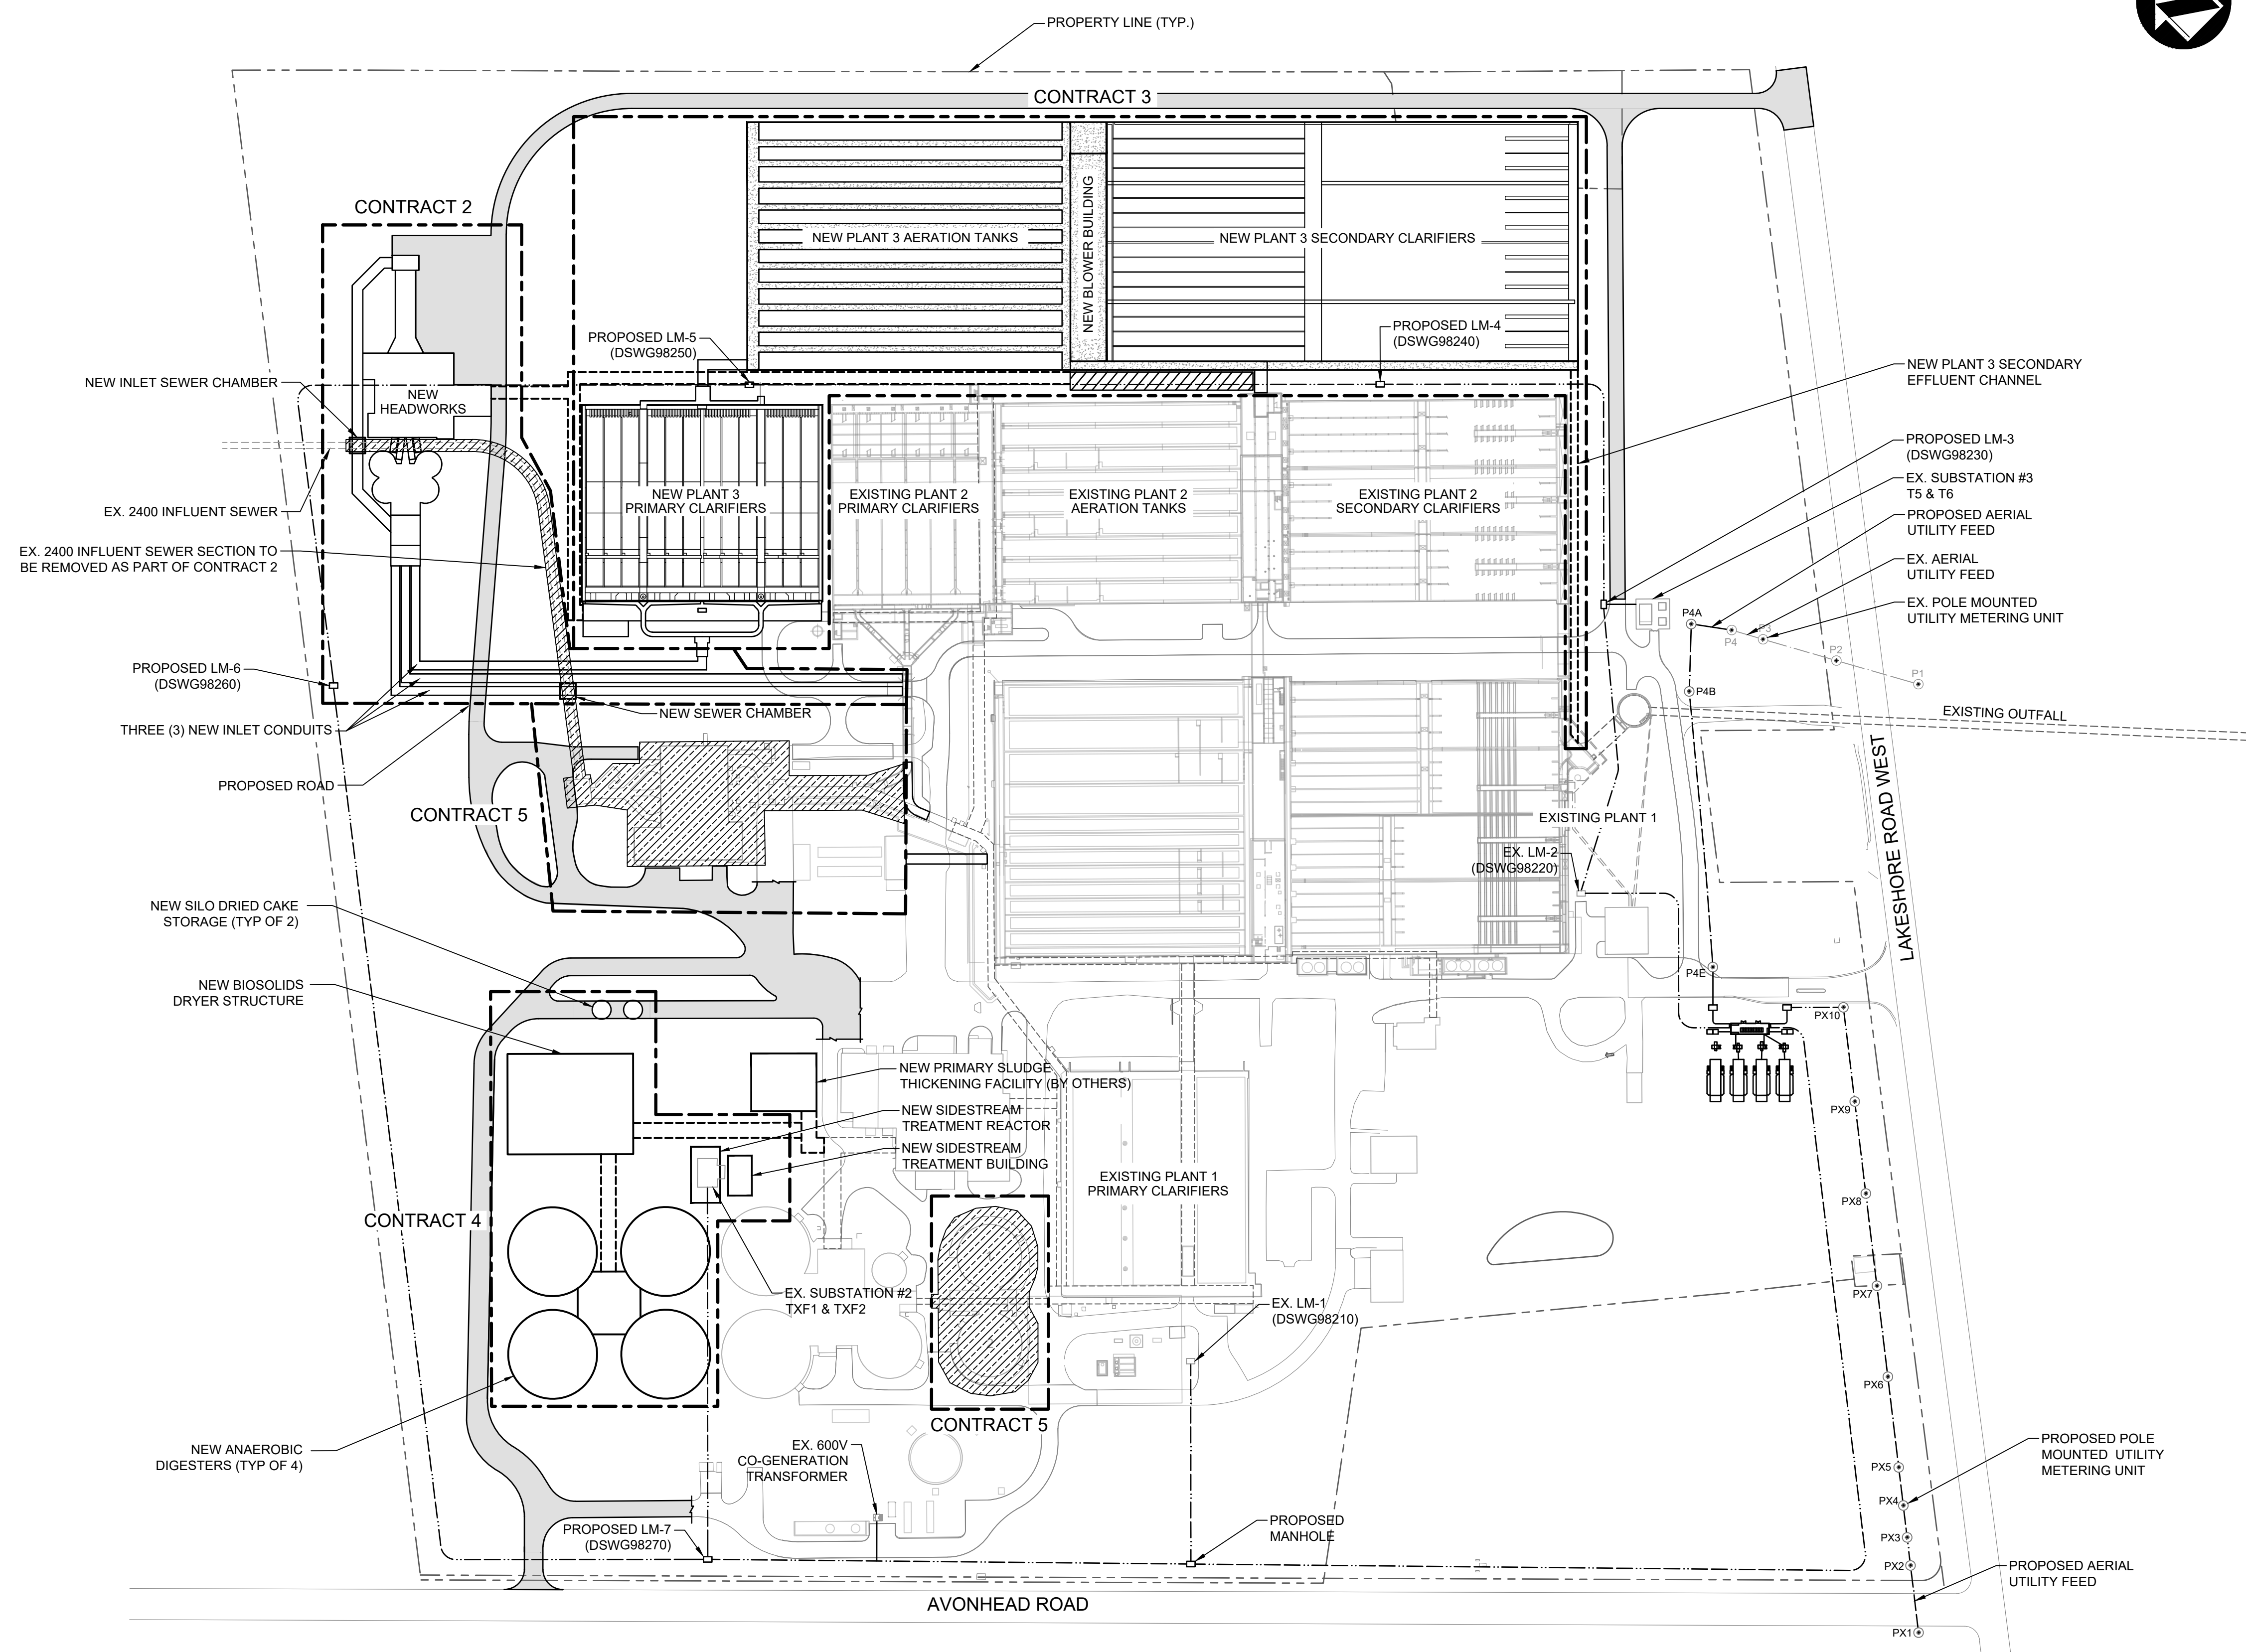 PROPERTY LINE (TYP.)
CONTRACT 3
CONTRACT 2
NEW PLANT 3 AERATION TANKS
NEW BLOWER BUILDING
NEW PLANT 3 SECONDARY CLARIFIERS
PROPOSED LM-5
(DSWG98250)
PROPOSED LM-4
(DSWG98240)
NEW PLANT 3 SECONDARY
EFFLUENT CHANNEL
NEW INLET SEWER CHAMBER
NEW
HEADWORKS
PROPOSED LM-3
(DSWG98230)
EX. SUBSTATION #3
T5 & T6
EX. 2400 INFLUENT SEWER
NEW PLANT 3
PRIMARY CLARIFIERS
EXISTING PLANT 2
PRIMARY CLARIFIERS
EXISTING PLANT 2
AERATION TANKS
EXISTING PLANT 2
SECONDARY CLARIFIERS
PROPOSED AERIAL
UTILITY FEED
EX. 2400 INFLUENT SEWER SECTION TO
BE REMOVED AS PART OF CONTRACT 2
EX. AERIAL
UTILITY FEED
EX. POLE MOUNTED
UTILITY METERING UNIT
P4A
P4
P3
P2
P1
P4B
PROPOSED LM-6
(DSWG98260)
NEW SEWER CHAMBER
THREE (3) NEW INLET CONDUITS
EXISTING OUTFALL
PROPOSED ROAD
CONTRACT 5
EXISTING PLANT 1
LAKESHORE ROAD WEST
EX. LM-2
(DSWG98220)
NEW SILO DRIED CAKE
STORAGE (TYP OF 2)
P4E
NEW BIOSOLIDS
DRYER STRUCTURE
PX10
NEW PRIMARY SLUDGE
THICKENING FACILITY (BY OTHERS)
NEW SIDESTREAM
TREATMENT REACTOR
PX9
NEW SIDESTREAM
TREATMENT BUILDING
EXISTING PLANT 1
PRIMARY CLARIFIERS
PX8
CONTRACT 4
EX. SUBSTATION #2
TXF1 & TXF2
PX7
EX. LM-1
(DSWG98210)
PX6
CONTRACT 5
NEW ANAEROBIC
DIGESTERS (TYP OF 4)
EX. 600V
CO-GENERATION
TRANSFORMER
PX5
PROPOSED POLE
MOUNTED UTILITY
METERING UNIT
PX4
PROPOSED LM-7
(DSWG98270)
PROPOSED
MANHOLE
PX3
PX2
PROPOSED AERIAL
UTILITY FEED
AVONHEAD ROAD
PX1